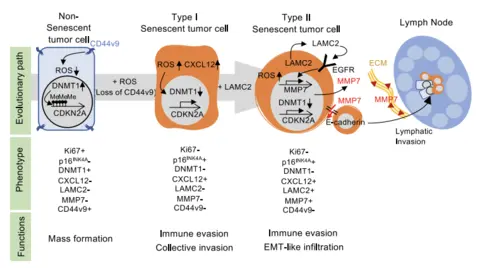 Non-
Senescent
tumor cell
Type I
Senescent tumor cell
Type II
Senescent tumor cell
Lymph Node
Evolutionary path
CD44v9
ROS
DNMT1
MeMeMe
CDKN2A
+ ROS
Loss of CD44v9
ROS
CXCL12
DNMT1
CDKN2A
+ LAMC2
LAMC2
LAMC2
EGFR
ROS
MMP7
MMP7
DNMT1
CDKN2A
MMP7
E-cadherin
ECM
MMP7
Lymphatic
Invasion
Phenotype
Ki67+
p16INK4A-
DNMT1+
CXCL12-
LAMC2-
MMP7-
CD44v9+
Ki67-
p16INK4A+
DNMT1-
CXCL12+
LAMC2-
MMP7-
CD44v9-
Ki67-
p16INK4A+
DNMT1-
CXCL12+
LAMC2+
MMP7+
CD44v9-
Functions
Mass formation
Immune evasion
Collective invasion
Immune evasion
EMT-like infiltration